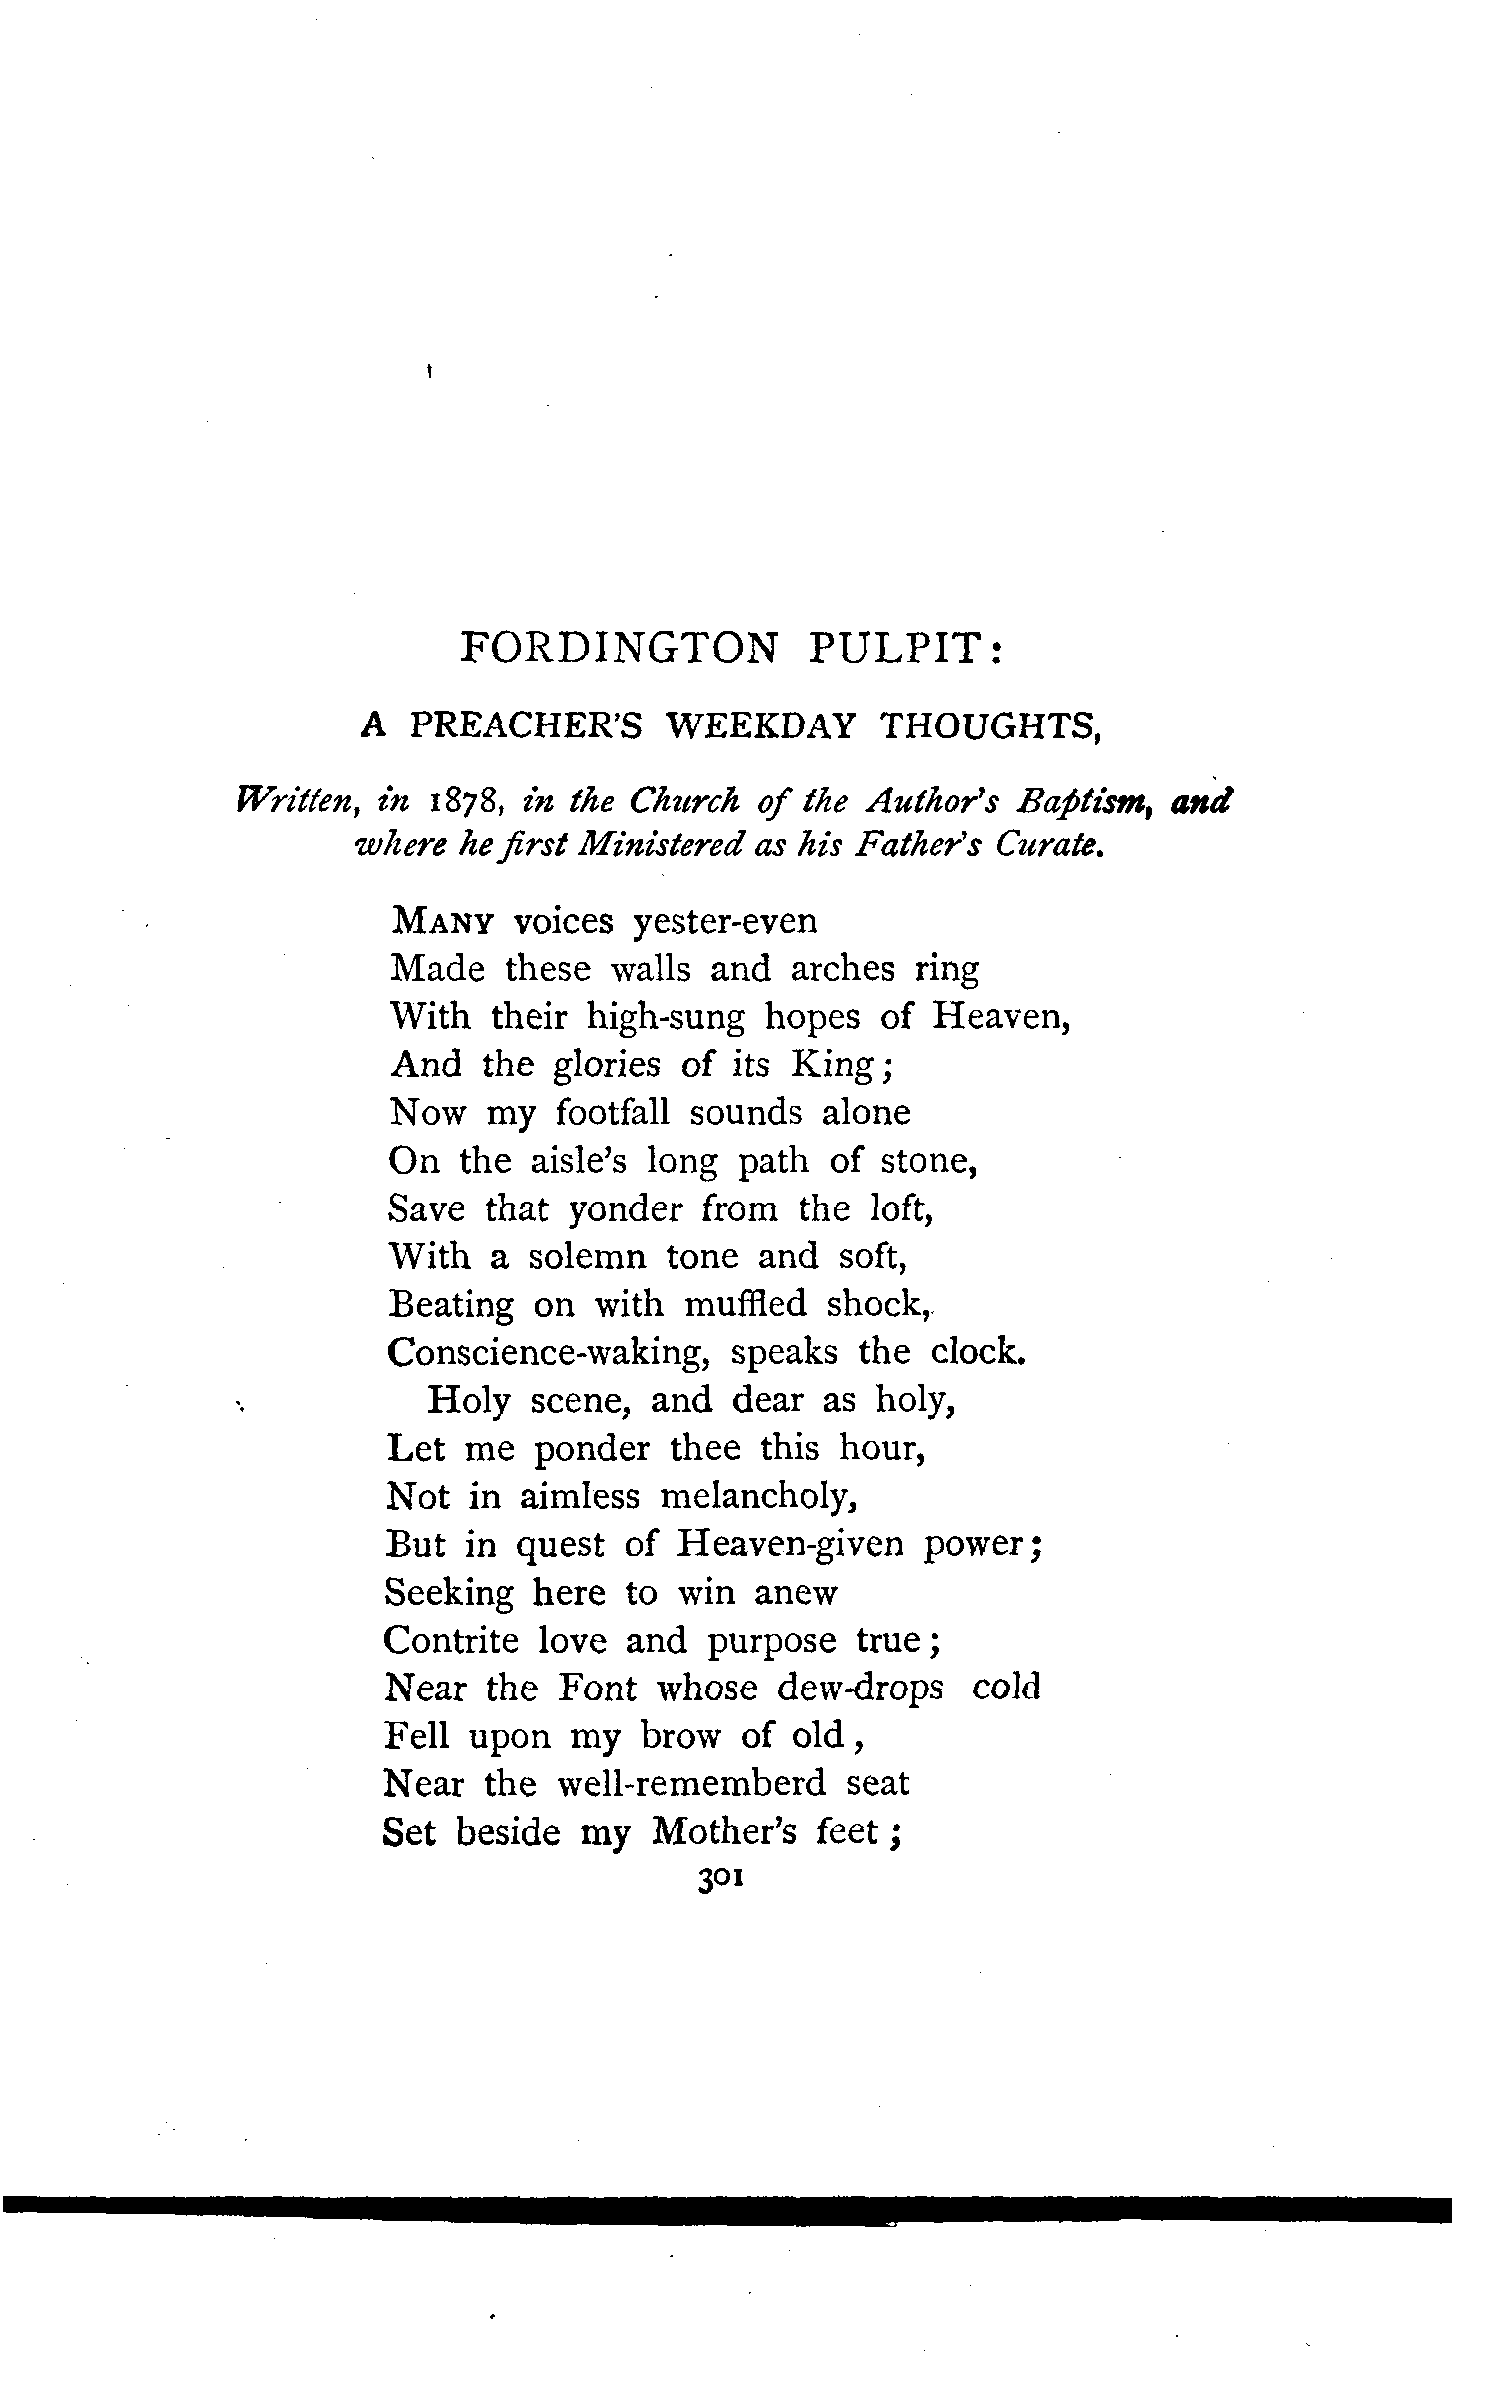 FORDINGTON PULPIT:
A PREACHER'S WEEKDAY THOUGHTS,
Written, in 1878, in the Church of the Author's Baptism, and
where he first Ministered as his Father's Curate.
MANY voices yester-even
Made these walls and arches ring
With their high-sung hopes of Heaven,
And the glories of its King;
Now my footfall sounds alone
On the aisle's long path of stone,
Save that yonder from the loft,
With a solemn tone and soft,
Beating on with muffled shock,
Conscience-waking, speaks the clock.
Holy scene, and dear as holy,
Let me ponder thee this hour,
Not in aimless melancholy,
But in quest of Heaven-given power;
Seeking here to win anew
Contrite love and purpose true;
Near the Font whose dew-drops cold
Fell upon my brow of old,
Near the well-rememberd seat
Set beside my Mother's feet;
301